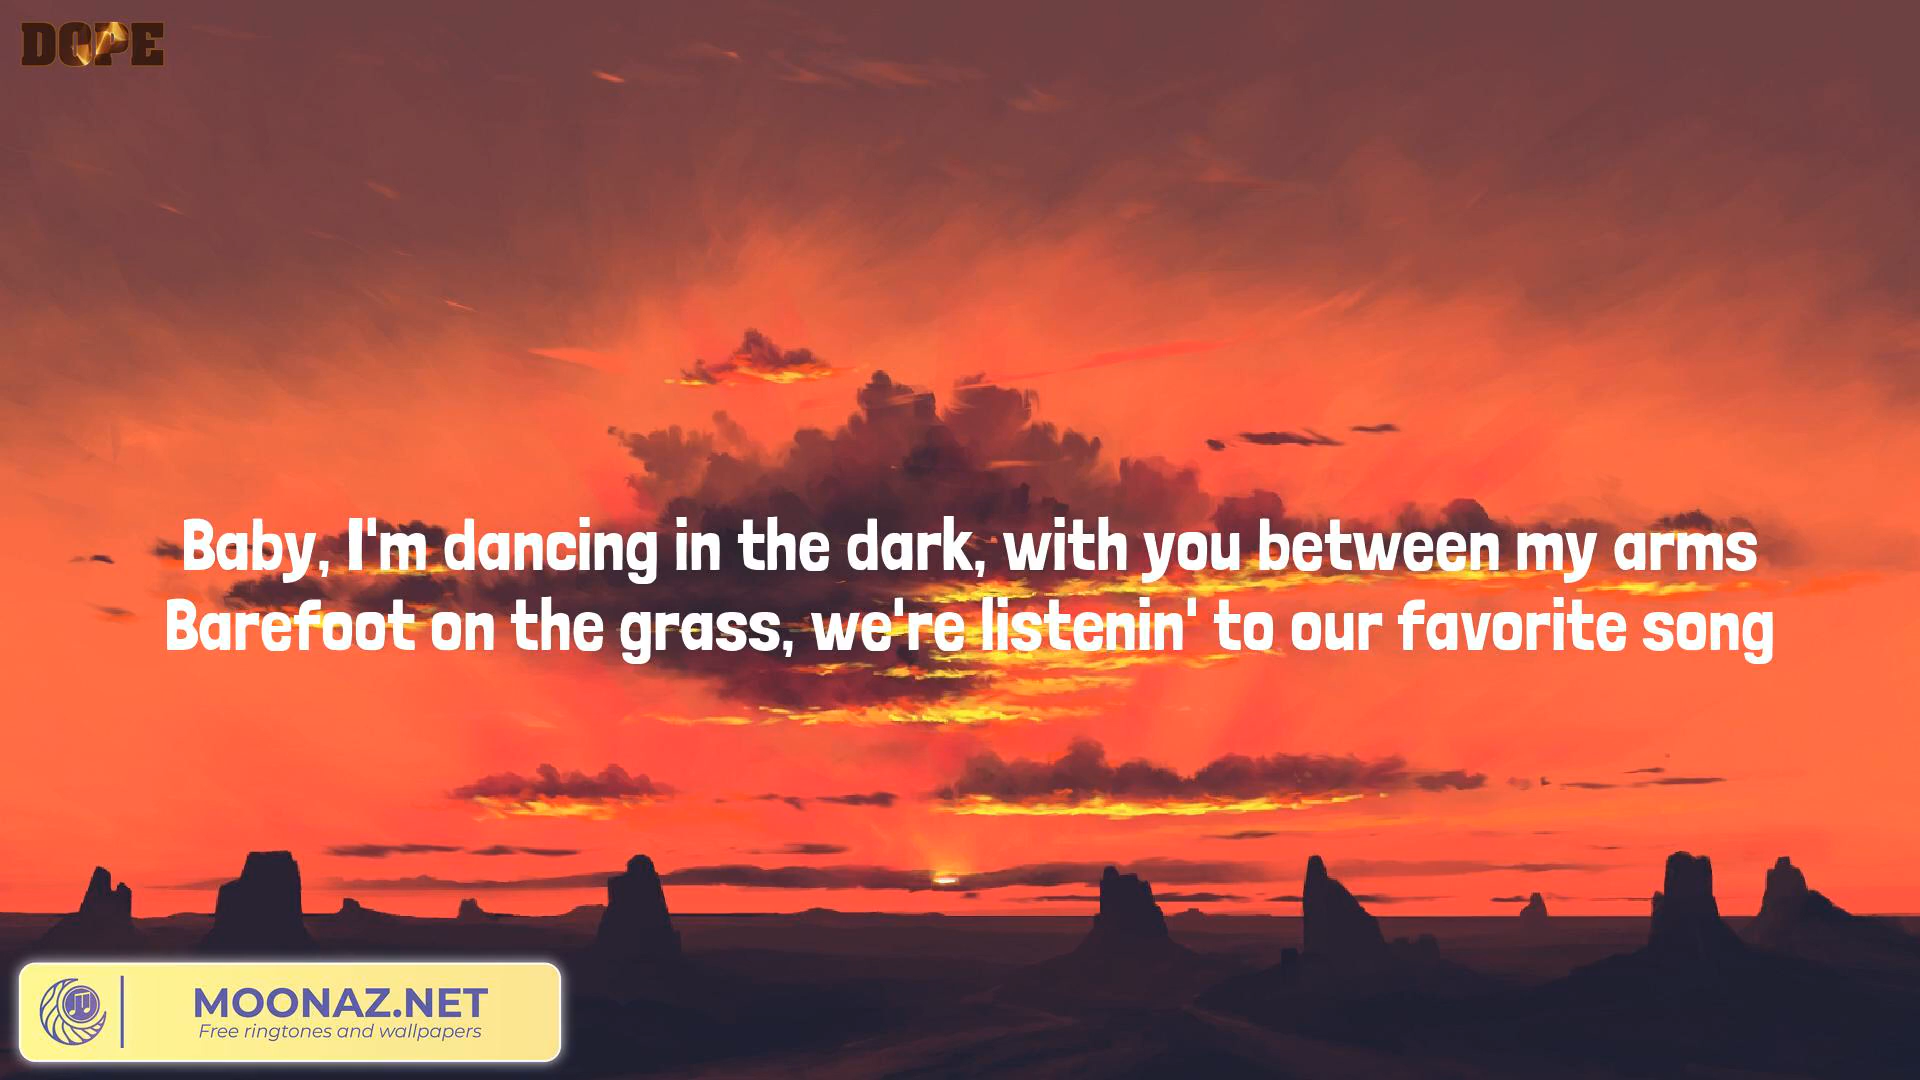 DOPE
Baby, I'm dancing in the dark, with you between my arms
Barefoot on the grass, we're listenin' to our favorite song
MOONAZ.NET
Free ringtones and wallpapers